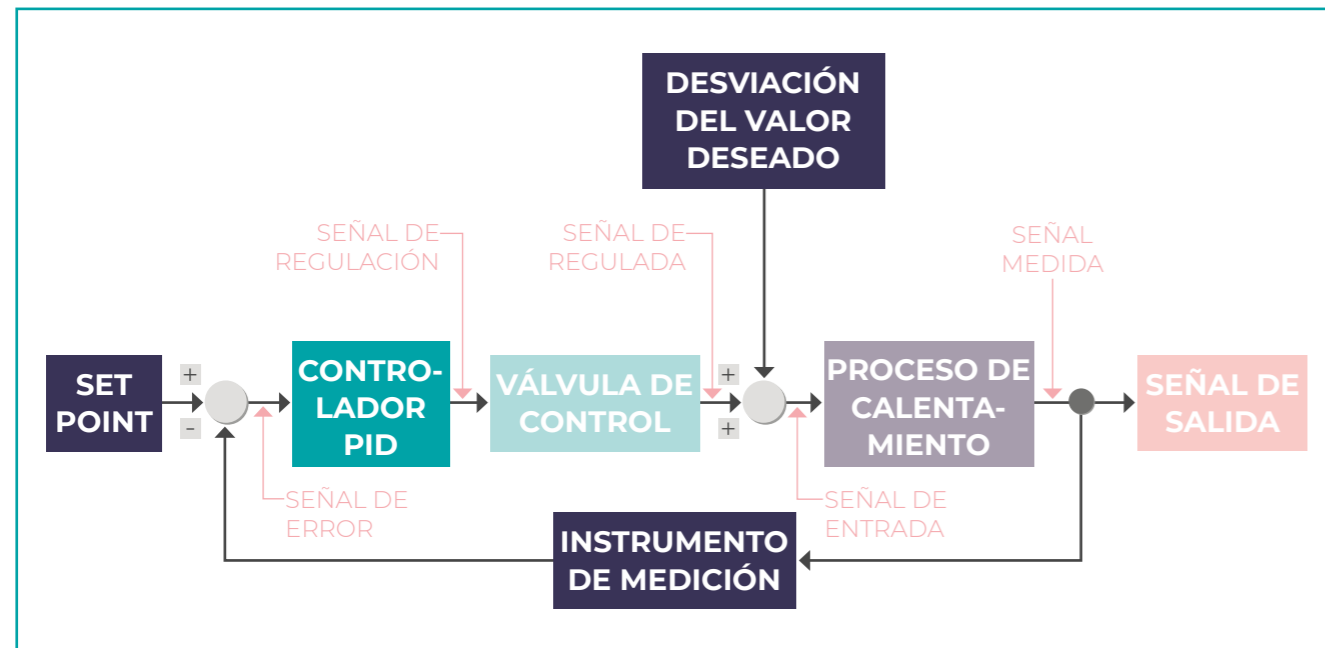 DESVIACIÓN
DEL VALOR
DESEADO
SEÑAL DE
REGULACIÓN
SEÑAL DE
REGULADA
SEÑAL
MEDIDA
SET
POINT
+
-
CONTRO-
LADOR
PID
VÁLVULA DE
CONTROL
+
+
PROCESO DE
CALENTA-
MIENTO
SEÑAL DE
SALIDA
SEÑAL DE
ERROR
SEÑAL DE
ENTRADA
INSTRUMENTO
DE MEDICIÓN